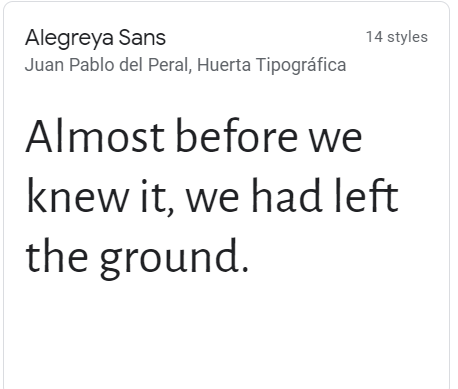 Alegreya Sans
14 styles
Juan Pablo del Peral, Huerta Tipográfica
Almost before we
knew it, we had left
the ground.